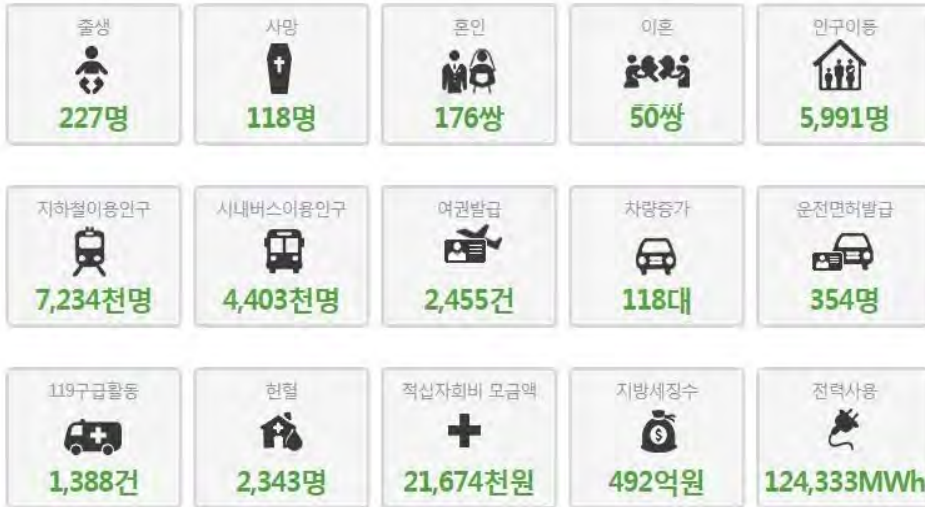 출생
사망
혼인
이혼
인구이동
227명
118명
176쌍
50쌍
5,991명
지하철이용인구
시내버스이용인구
여권발급
차량증가
운전면허발급
7,234천명
4,403천명
2,455건
118대
354명
119구급활동
헌혈
적십자회비 모금액
지방세징수
전력사용
1,388건
2,343명
21,674천원
492억원
124,333MWh